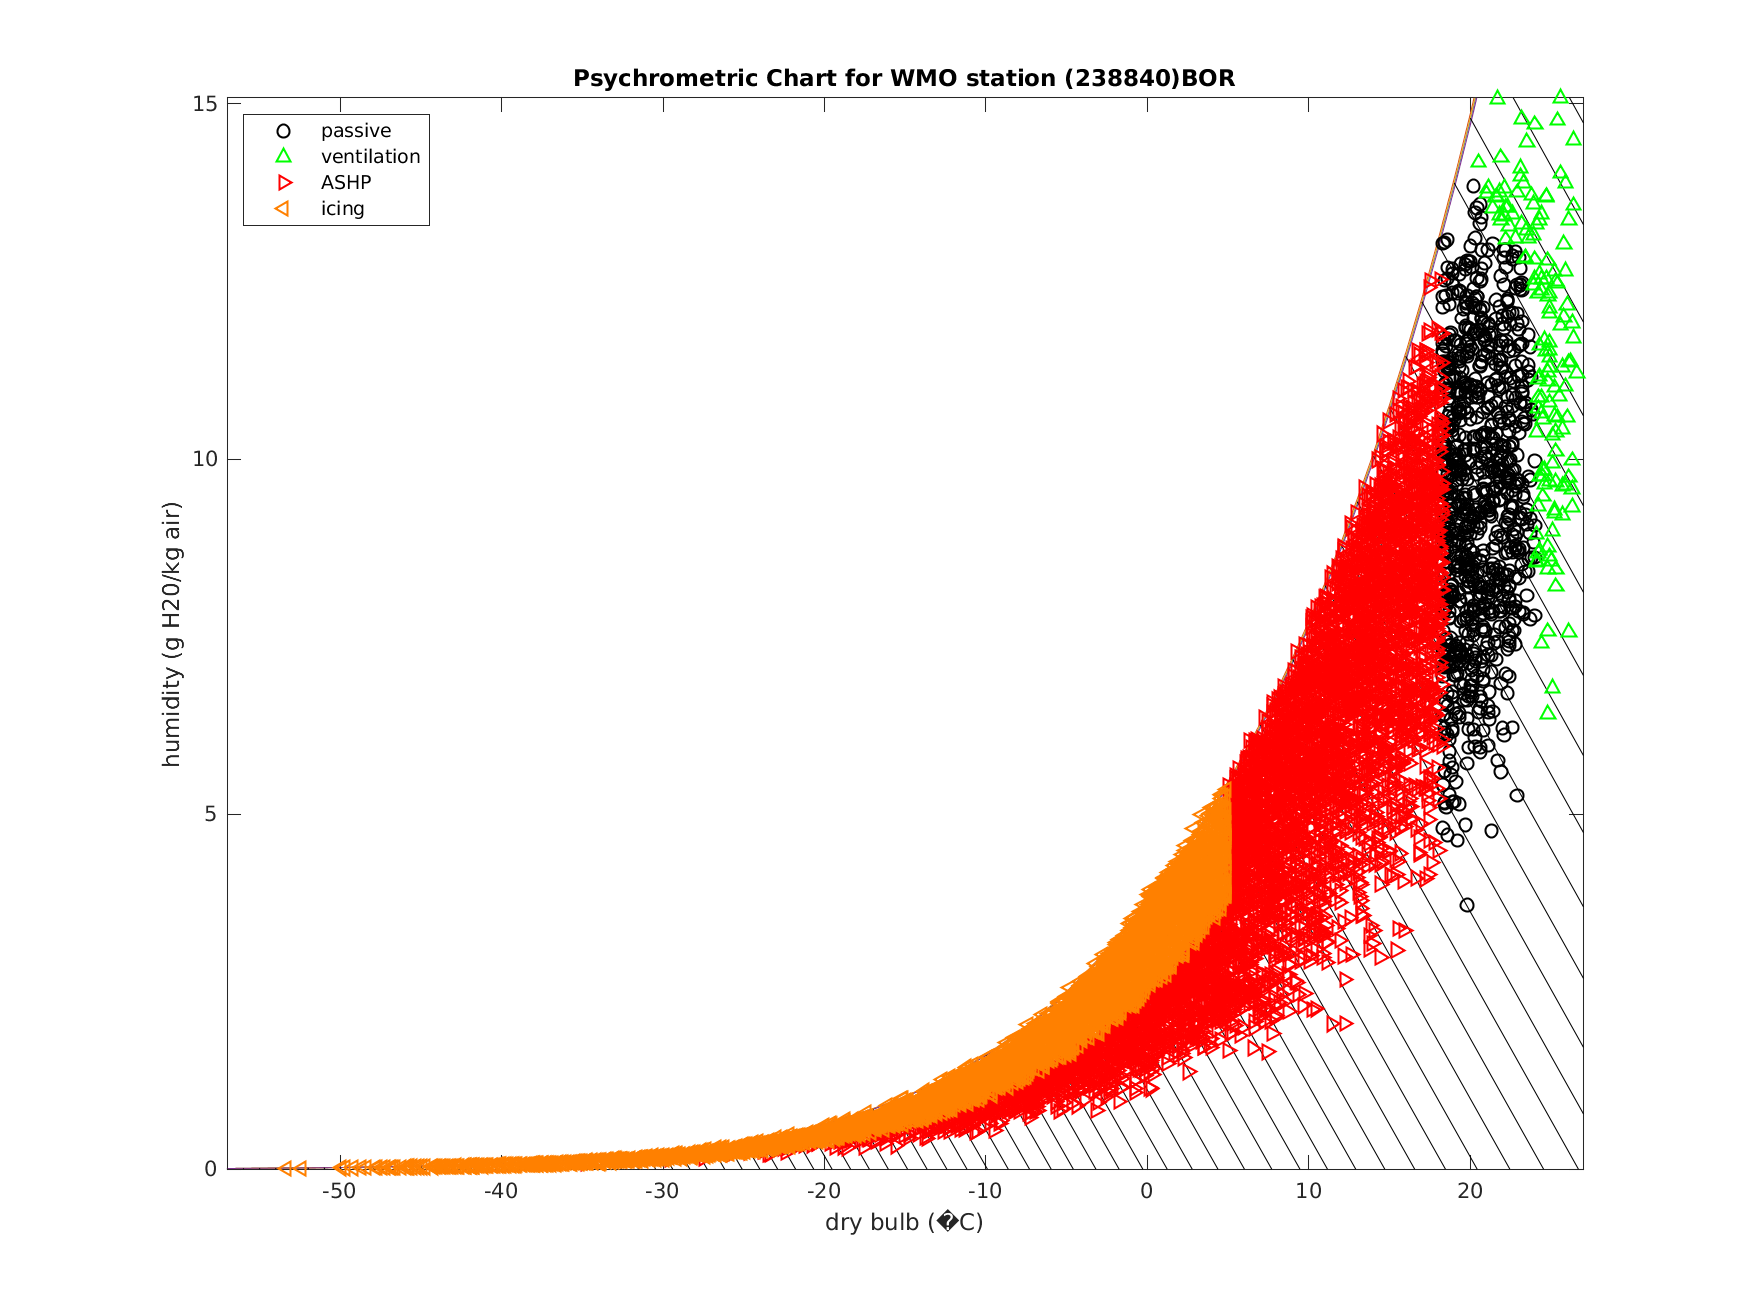 Psychrometric Chart for WMO station (238840)BOR
passive
ventilation
ASHP
icing
15
10
5
0
humidity (g H20/kg air)
-50 -40 -30 -20 -10 0 10 20
dry bulb (�C)